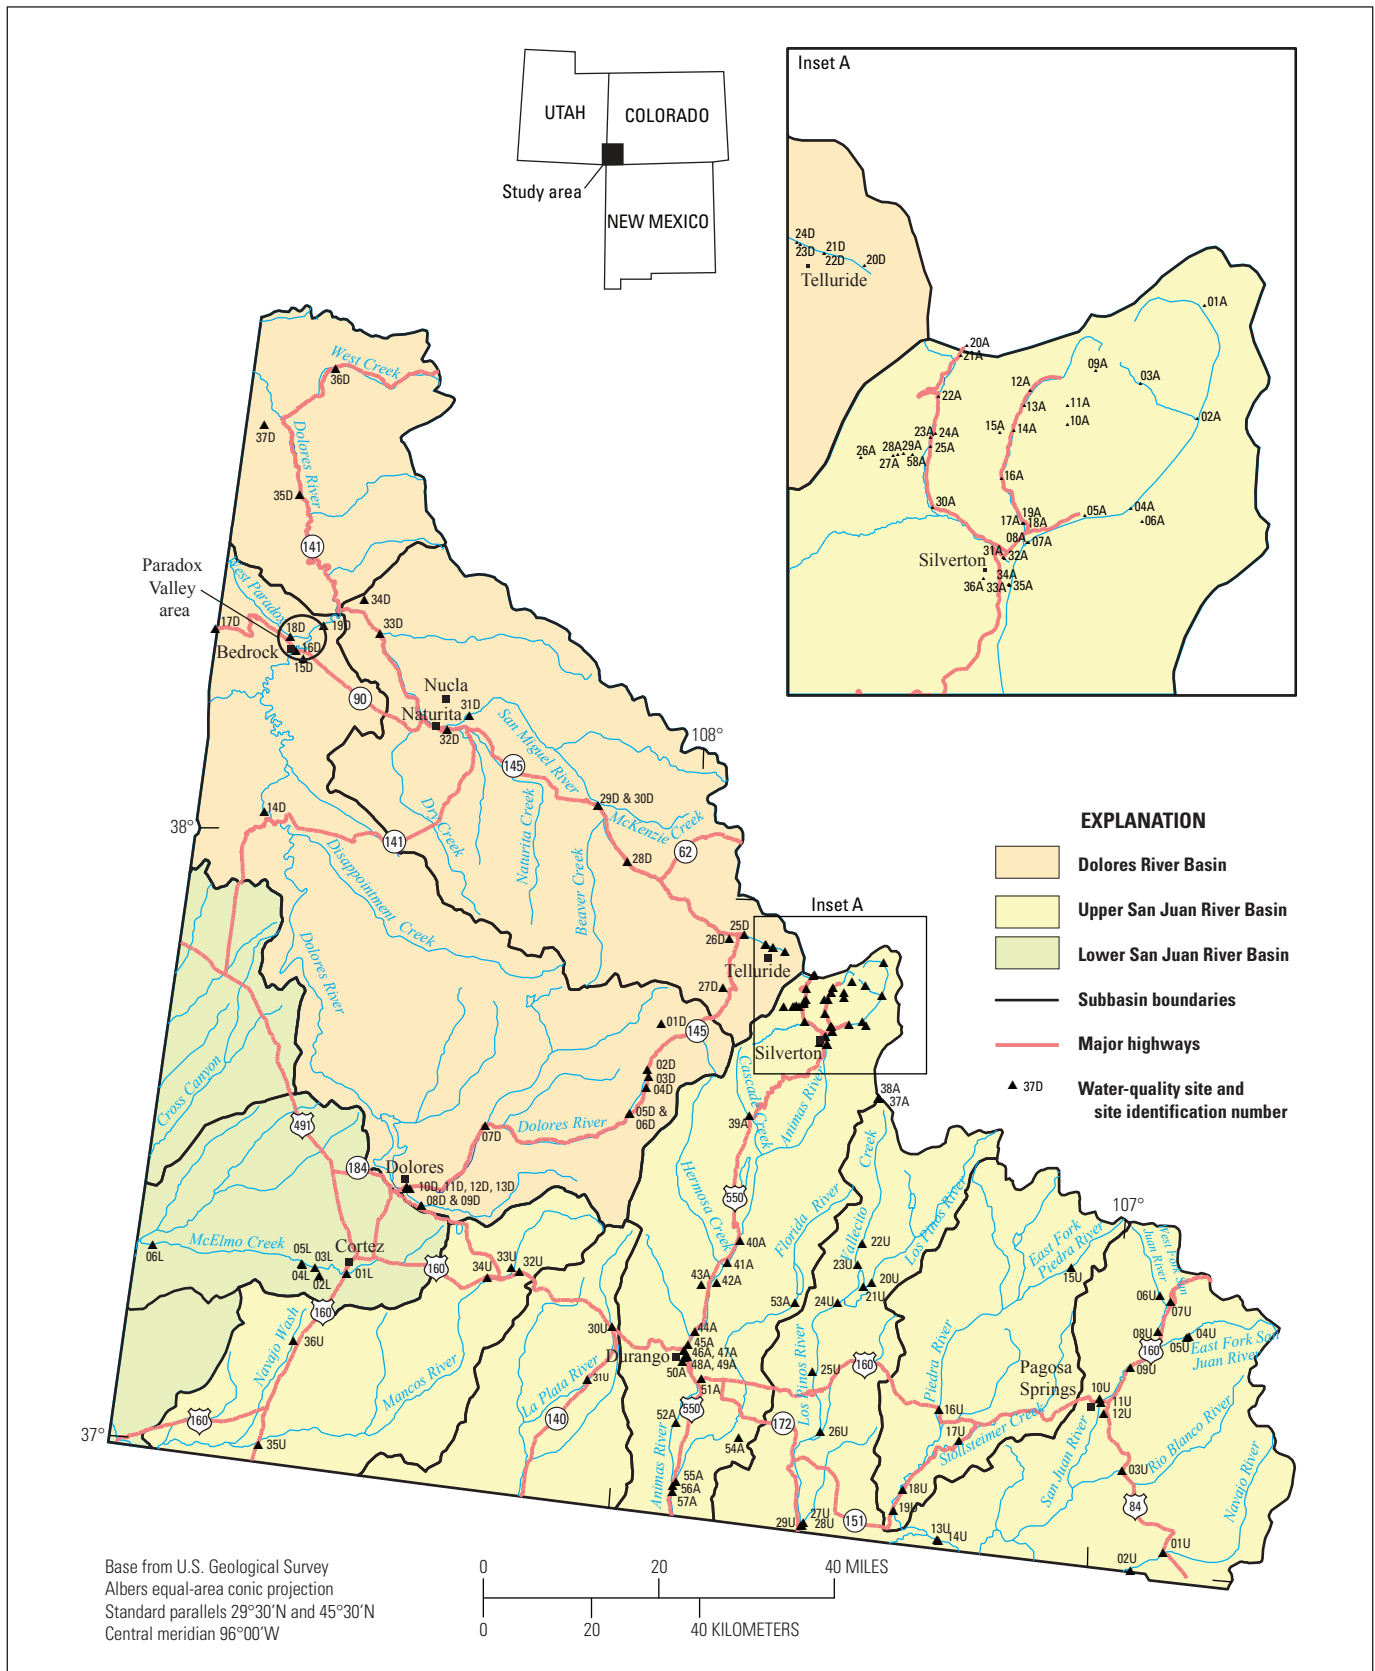 UTAH
COLORADO
Study area
NEW MEXICO
Inset A
24D
23D
21D
22D
20D
Telluride
01A
20A
21A
09A
03A
12A
22A
13A
11A
02A
10A
15A
14A
23A
24A
28A
29A
25A
26A
27A
58A
16A
30A
19A
17A
18A
05A
04A
06A
08A
07A
31A
32A
Silverton
34A
36A
33A
35A
West Creek
36D
37D
Dolores River
35D
141
Paradox
Valley
area
West Paradox
34D
17D
18D
19D
33D
Bedrock
16D
15D
90
Nucla
31D
Naturita
32D
San Miguel River
108°
145
14D
29D & 30D
38°
141
Dry Creek
Naturita Creek
McKenzie Creek
62
28D
Disappointment Creek
Beaver Creek
Inset A
25D
26D
Telluride
Dolores River
27D
01D
145
Silverton
Cross Canyon
02D
03D
04D
Cascade Creek
Animas River
38A
37A
491
05D &
06D
Dolores River
07D
39A
184
Dolores
10D, 11D, 12D, 13D
08D & 09D
Hermosa Creek
550
Florida River
Vallecito Creek
Los Pinos River
107°
McElmo Creek
06L
05L
03L
04L
02L
Cortez
01L
160
34U
33U
32U
40A
41A
43A
42A
22U
23U
20U
21U
24U
53A
East Fork
Piedra River
15U
West Fork San
Juan River
06U
07U
08U
04U
05U
160
East Fork San
Juan River
09U
160
Navajo Wash
36U
Mancos River
30U
44A
45A
46A, 47A
48A, 49A
Durango
50A
51A
31U
La Plata River
140
Los Pinos River
25U
160
Piedra River
Pagosa
Springs
10U
11U
12U
160
35U
37°
550
52A
Animas River
54A
172
26U
16U
17U
Stollsteimer Creek
San Juan River
03U
Rio Blanco River
Navajo River
55A
56A
57A
18U
19U
27U
29U
28U
151
13U
14U
84
01U
02U
EXPLANATION
Dolores River Basin
Upper San Juan River Basin
Lower San Juan River Basin
Subbasin boundaries
Major highways
37D
Water-quality site and
site identification number
Base from U.S. Geological Survey
Albers equal-area conic projection
Standard parallels 29°30'N and 45°30'N
Central meridian 96°00'W
0 20 40 MILES
0 20 40 KILOMETERS